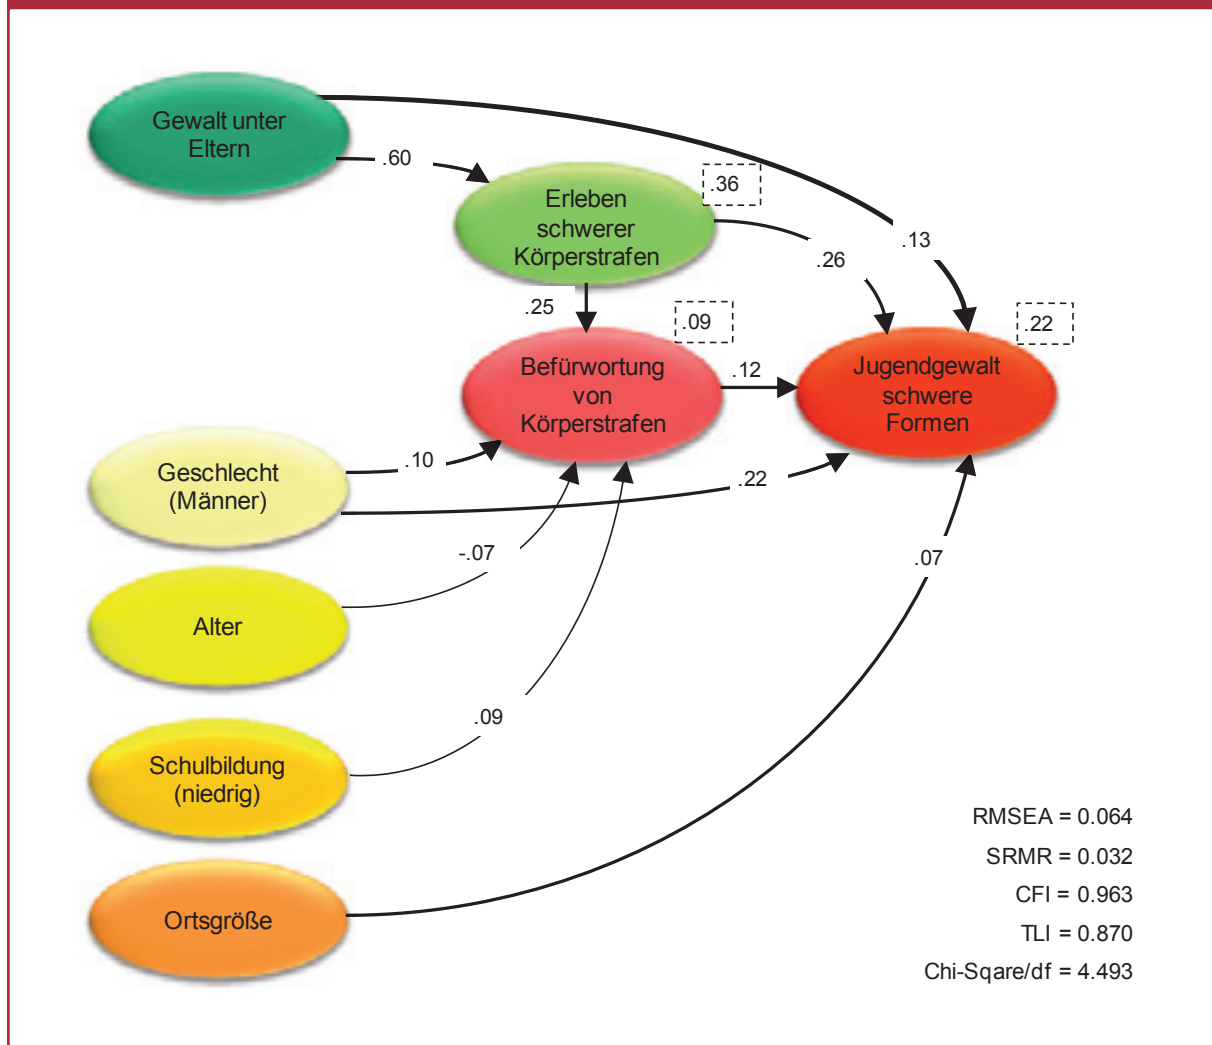 Gewalt unter
Eltern
.60
Erleben
schwerer
Körperstrafen
.36
.13
.26
.25
Befürwortung
von
Körperstrafen
.09
.12
Jugendgewalt
schwere
Formen
.22
Geschlecht
(Männer)
.10
.22
-.07
.07
Alter
.09
Schulbildung
(niedrig)
Ortsgröße
RMSEA = 0.064
SRMR = 0.032
CFI = 0.963
TLI = 0.870
Chi-Sqare/df = 4.493